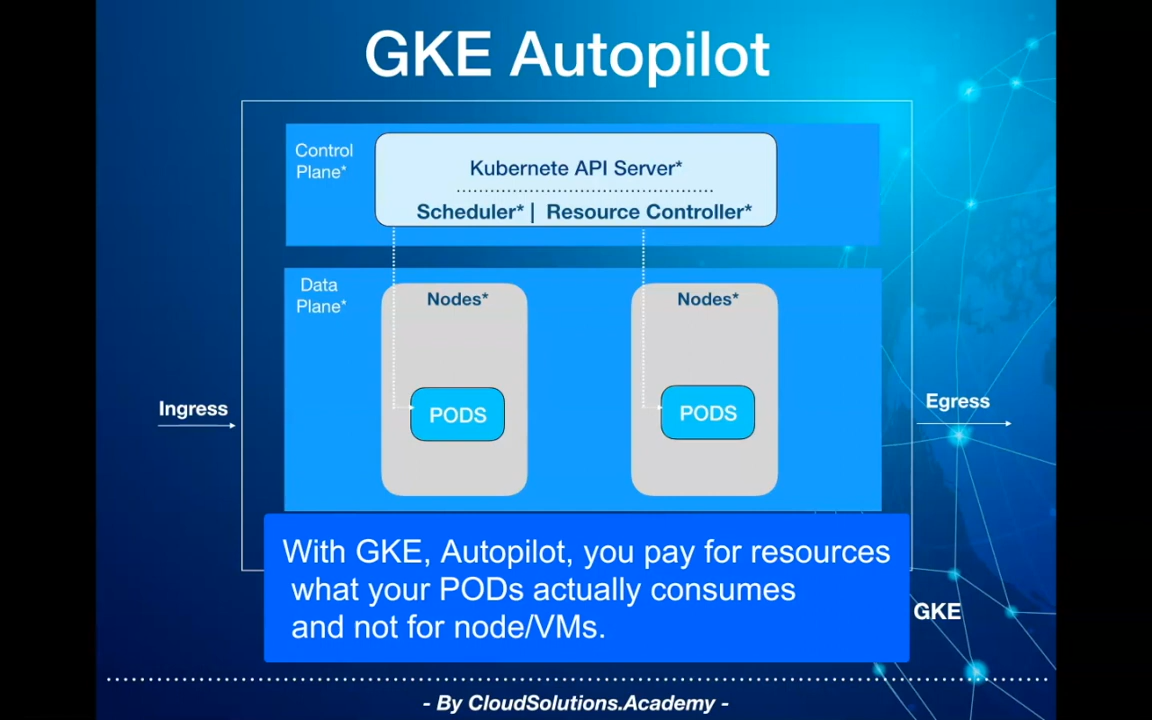 GKE Autopilot
Control
Plane*
Kubernete API Server*
Scheduler* | Resource Controller*
Data
Plane*
Nodes*
Nodes*
PODS
PODS
Ingress
Egress
With GKE, Autopilot, you pay for resources
what your PODs actually consumes
and not for node/VMs.
GKE
- By CloudSolutions.Academy -